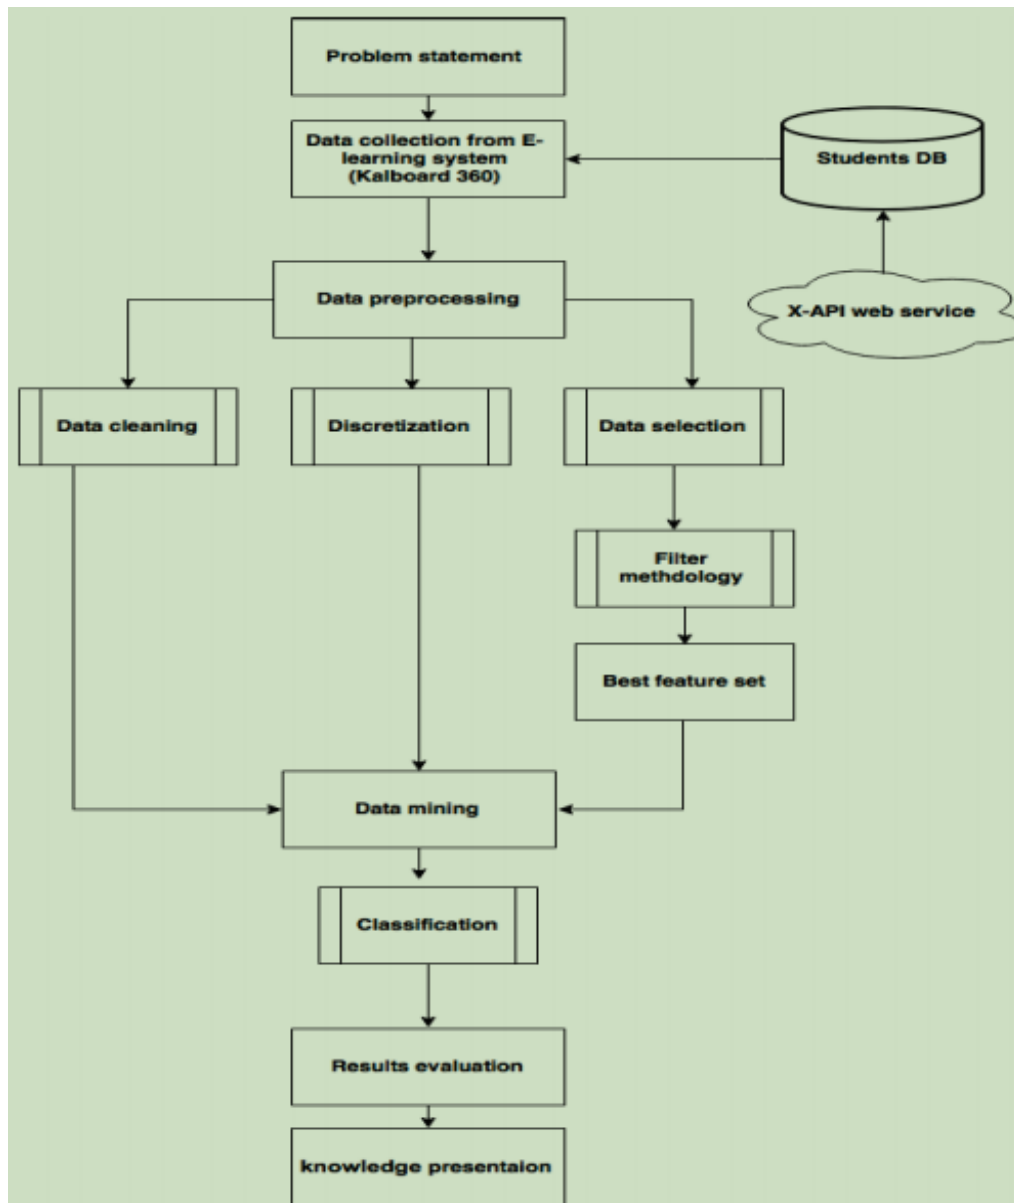 Problem statement
Data collection from E-
learning system
(Kalboard 360)
Students DB
X-API web service
Data preprocessing
Data cleaning
Discretization
Data selection
Filter
methdology
Best feature set
Data mining
Classification
Results evaluation
knowledge presentaion